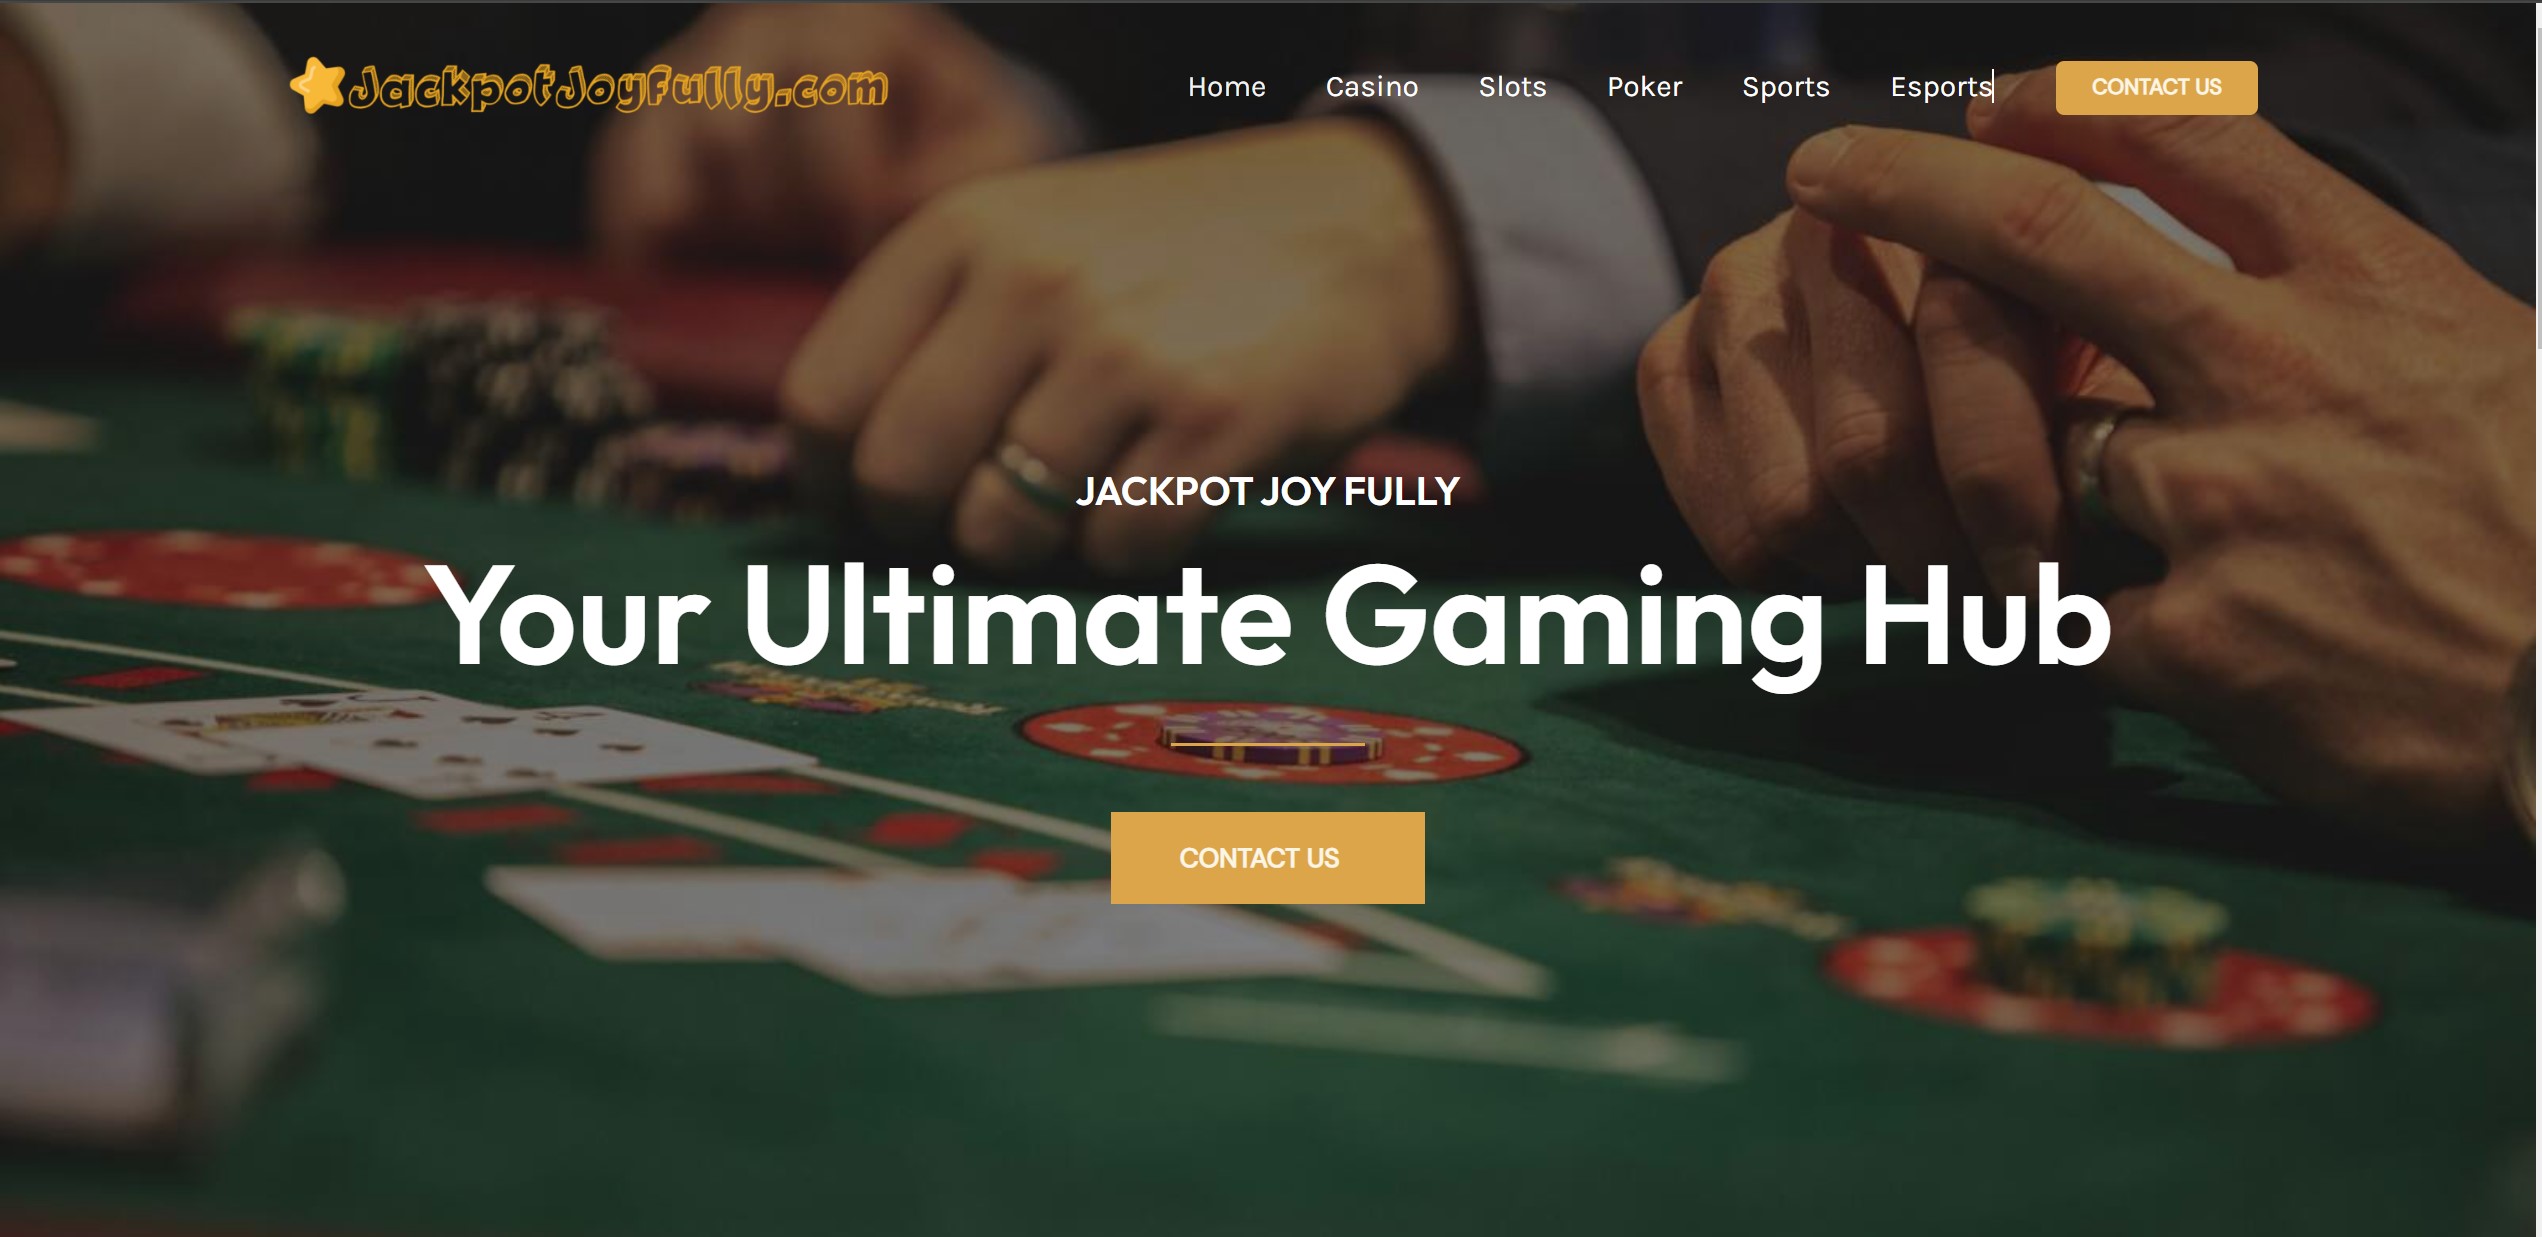 JackpotJoyfully.com
Home Casino Slots Poker Sports Esports CONTACT US
JACKPOT JOY FULLY
Your Ultimate Gaming Hub
CONTACT US